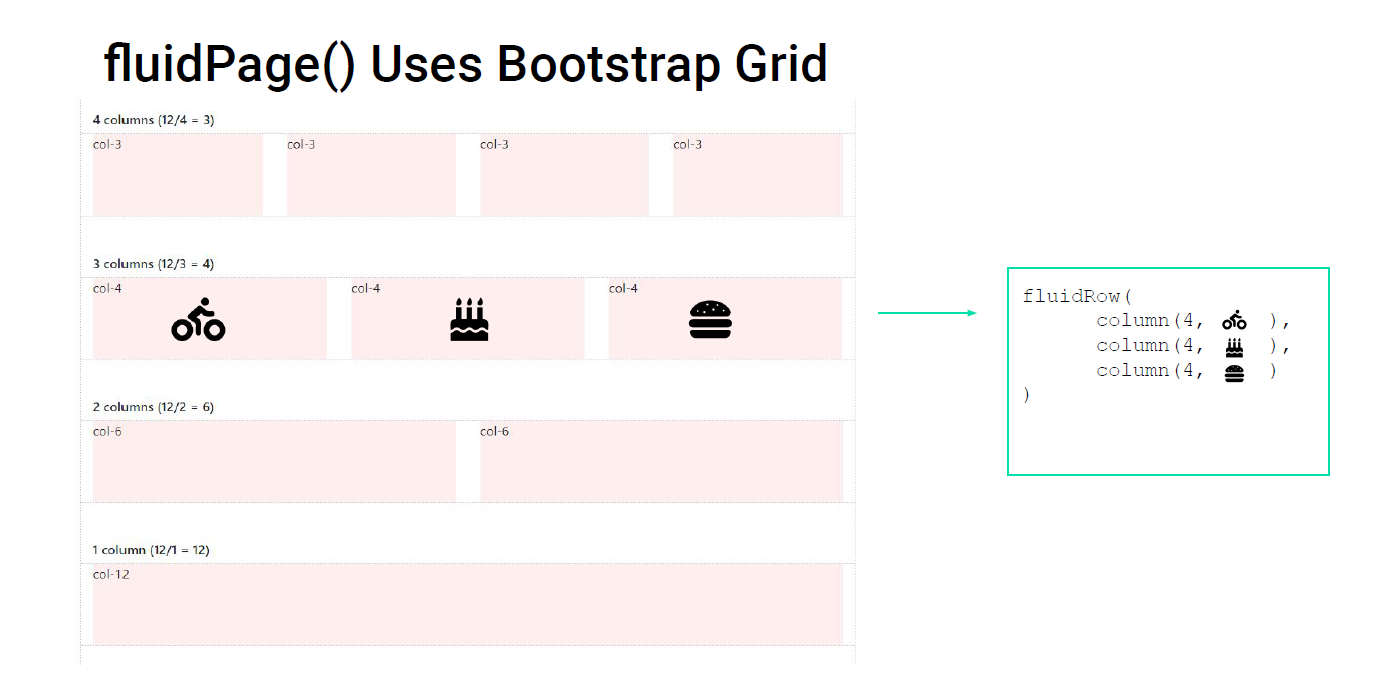 fluidPage() Uses Bootstrap Grid
4 columns (12/4 = 3)
col-3 col-3 col-3 col-3
3 columns (12/3 = 4)
col-4 col-4 col-4
2 columns (12/2 = 6)
col-6 col-6
1 column (12/1 = 12)
col-12
fluidRow(
column(4, ),
column(4, ),
column(4, )
)